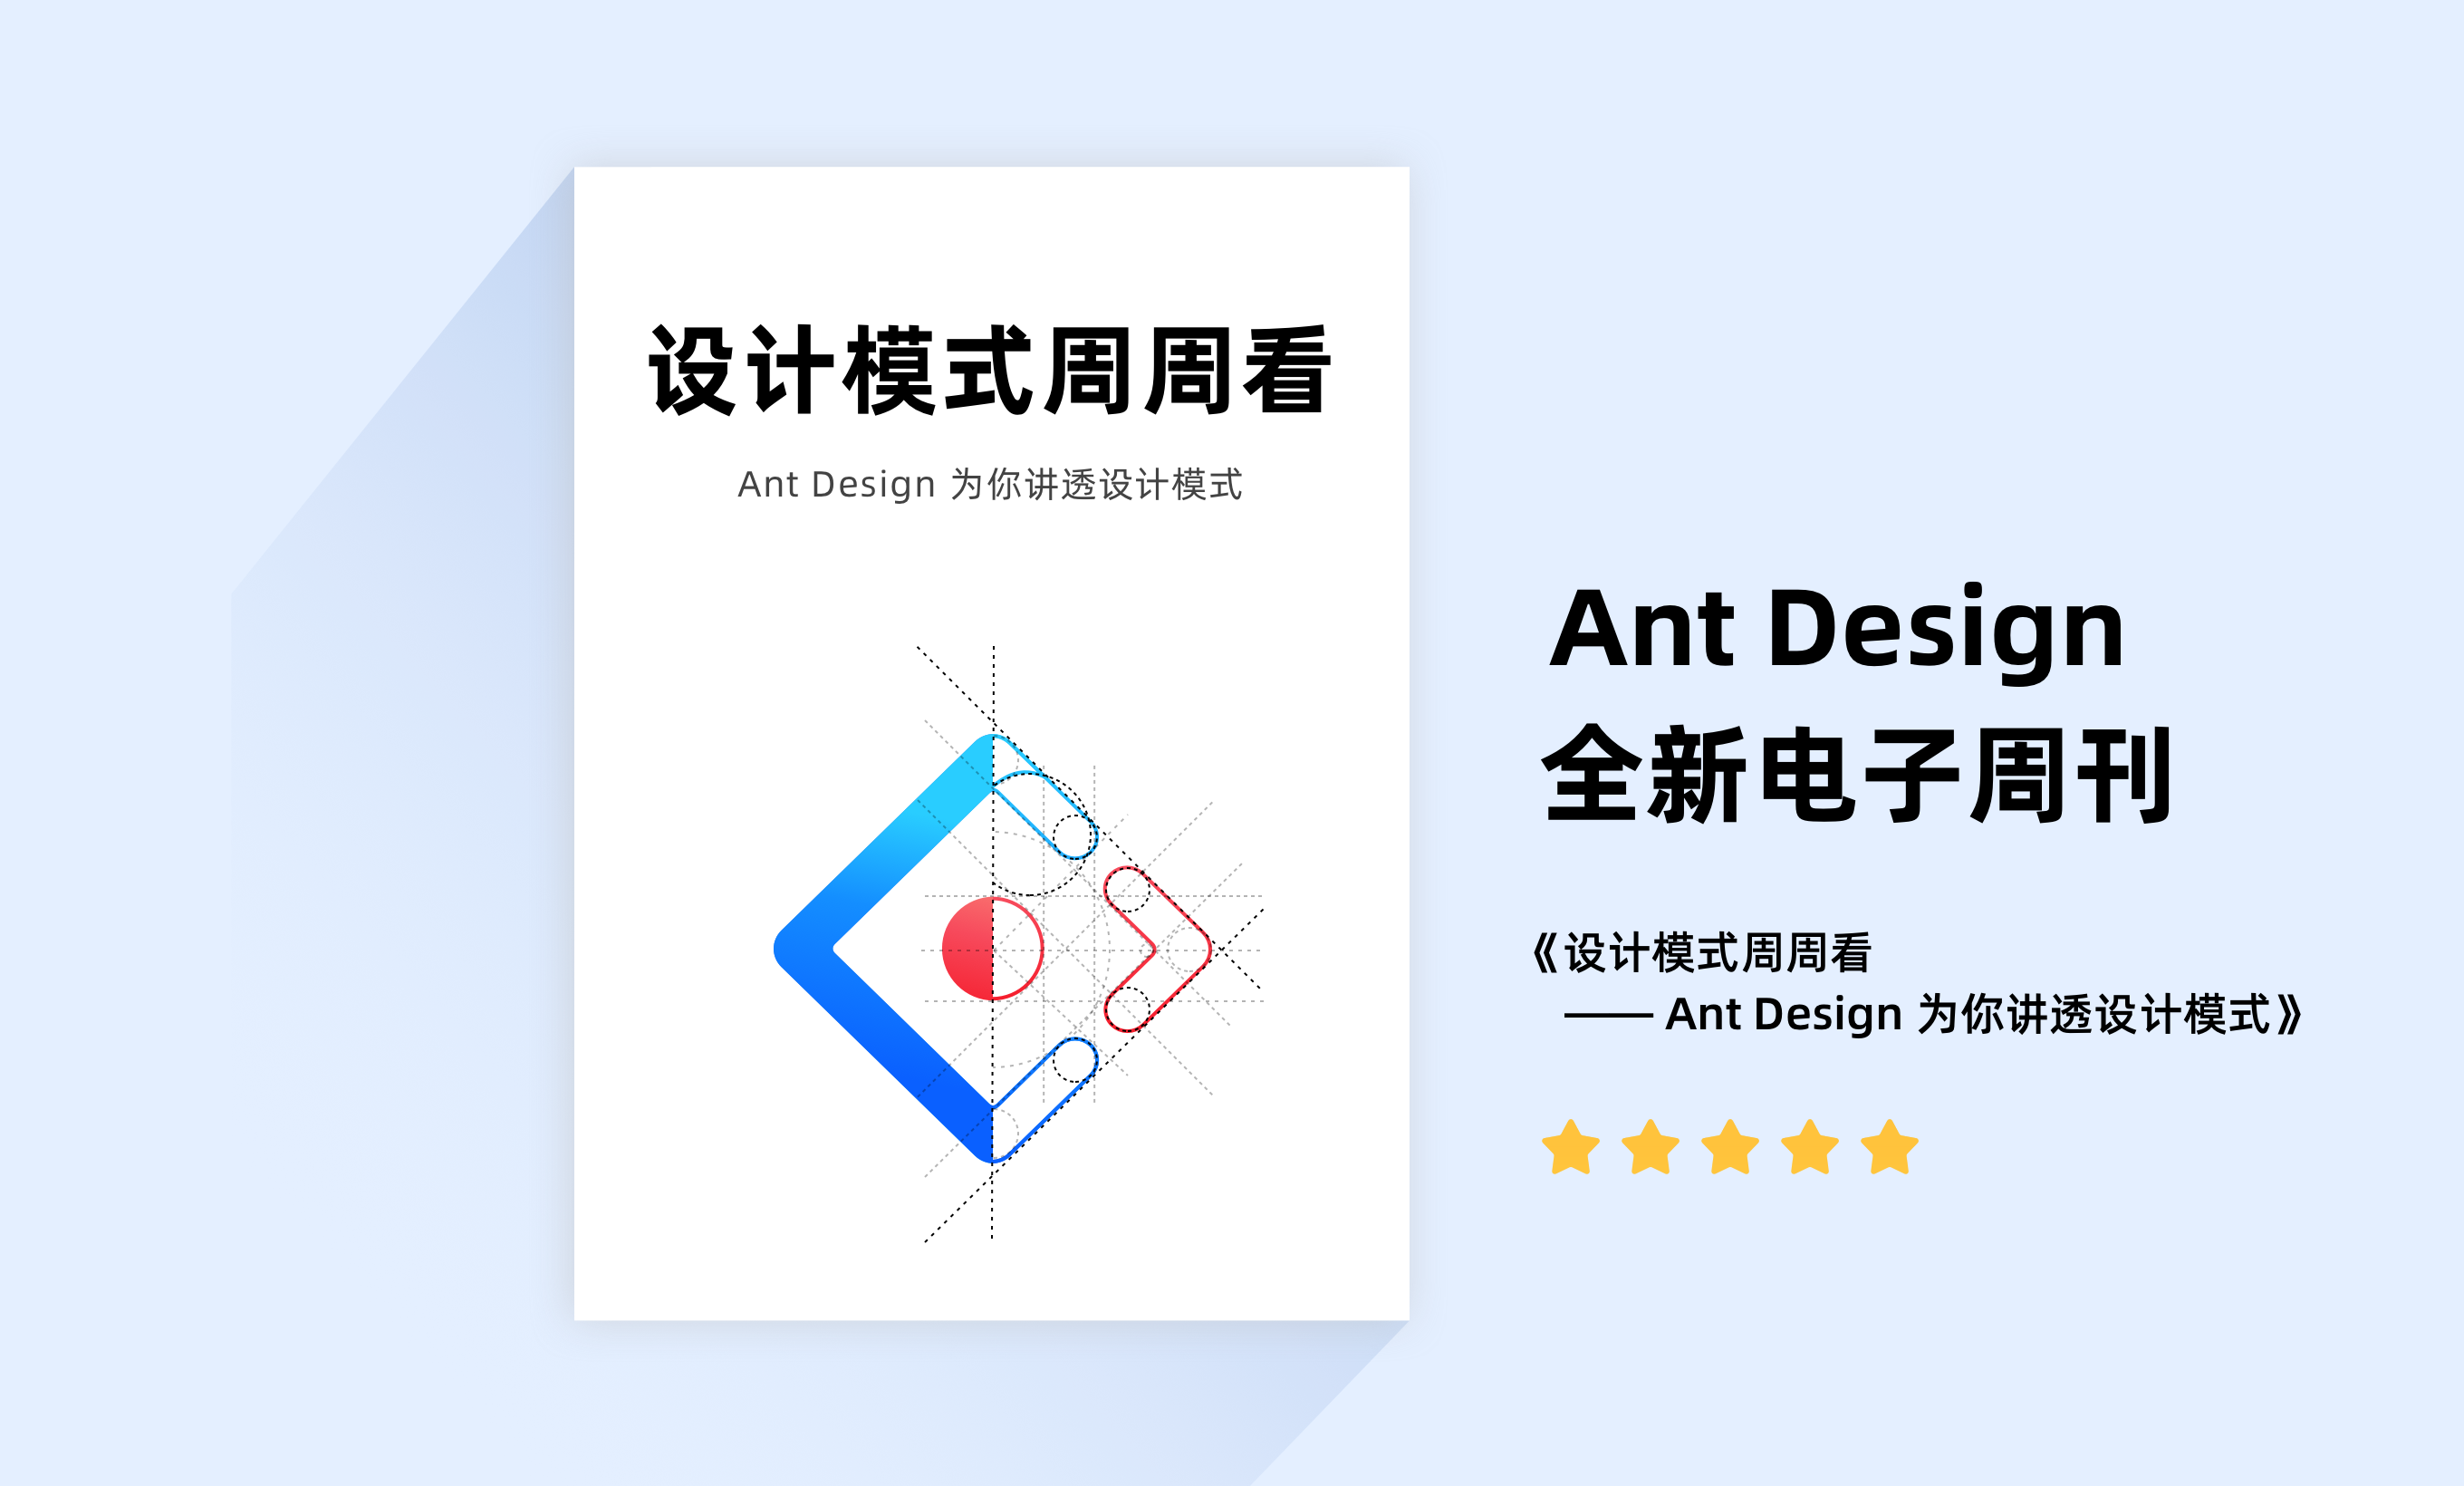 设计模式周周看
Ant Design 为你讲透设计模式
Ant Design
全新电子周刊
《设计模式周周看
—— Ant Design 为你讲透设计模式》